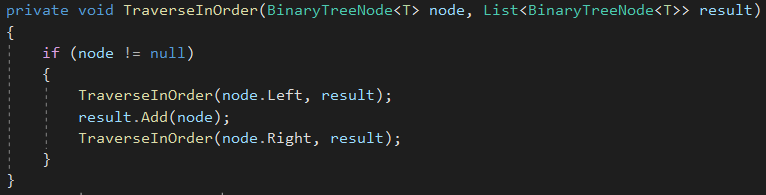 private void TraverseInOrder(BinaryTreeNode<T> node, List<BinaryTreeNode<T>> result)
{
if (node != null)
{
TraverseInOrder(node.Left, result);
result.Add(node);
TraverseInOrder(node.Right, result);
}
}